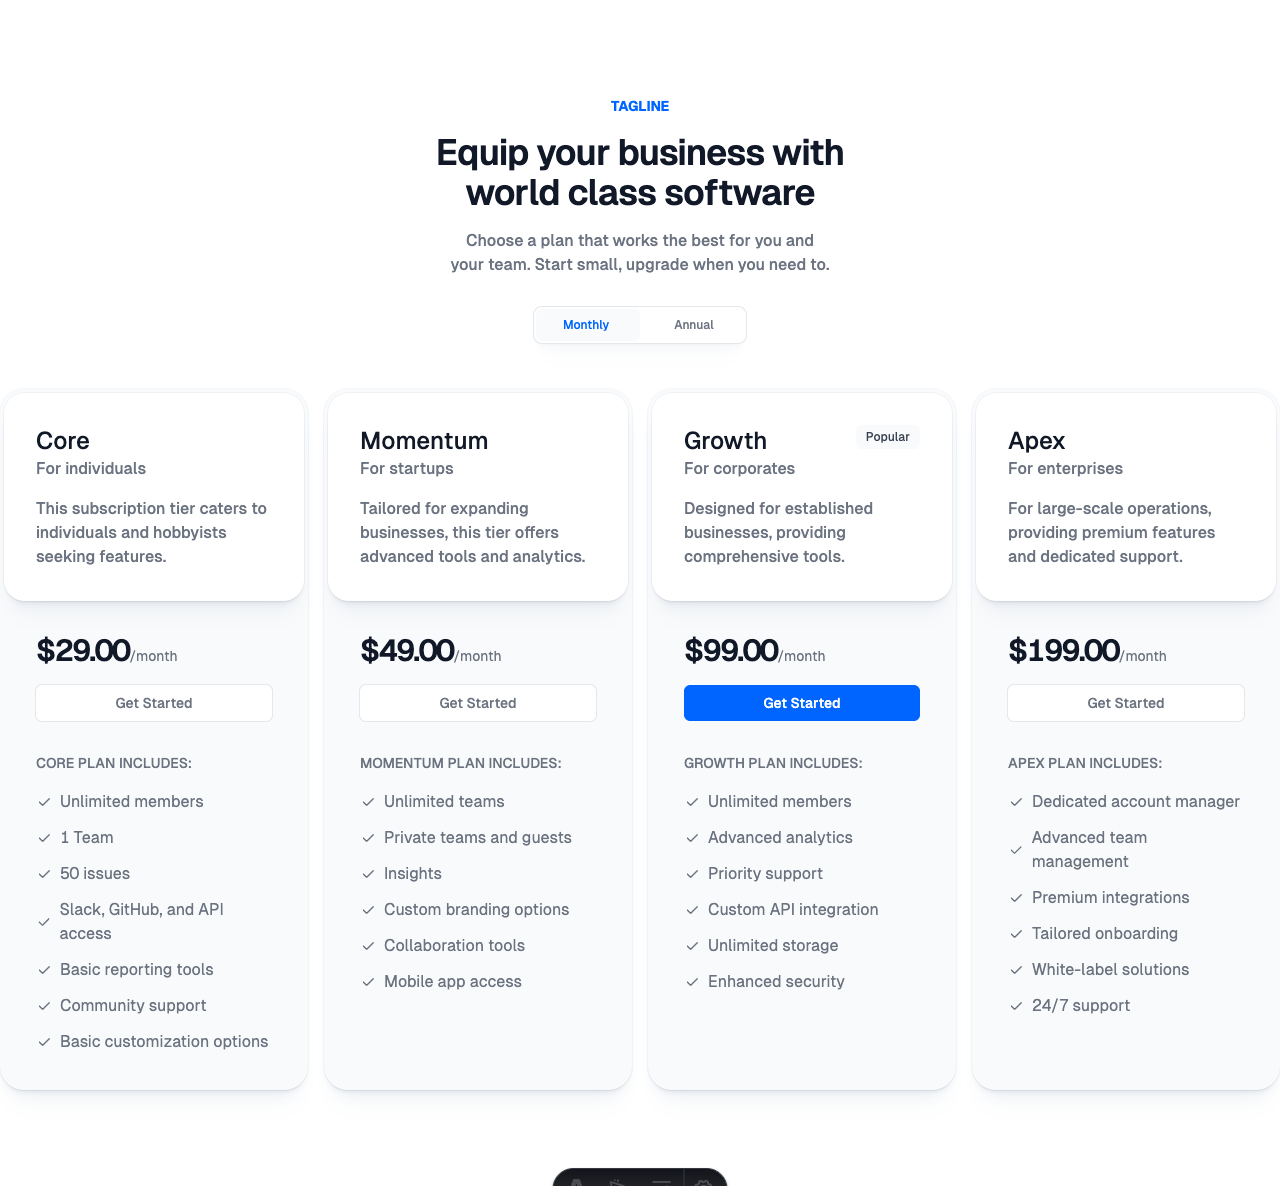 TAGLINE
Equip your business with
world class software
Choose a plan that works the best for you and
your team. Start small, upgrade when you need to.
Monthly
Annual
Core
For individuals
This subscription tier caters to
individuals and hobbyists
seeking features.
$29.00/month
Get Started
CORE PLAN INCLUDES:
Unlimited members
1 Team
50 issues
Slack, GitHub, and API
access
Basic reporting tools
Community support
Basic customization options
Momentum
For startups
Tailored for expanding
businesses, this tier offers
advanced tools and analytics.
$49.00/month
Get Started
MOMENTUM PLAN INCLUDES:
Unlimited teams
Private teams and guests
Insights
Custom branding options
Collaboration tools
Mobile app access
Growth
Popular
For corporates
Designed for established
businesses, providing
comprehensive tools.
$99.00/month
Get Started
GROWTH PLAN INCLUDES:
Unlimited members
Advanced analytics
Priority support
Custom API integration
Unlimited storage
Enhanced security
Apex
For enterprises
For large-scale operations,
providing premium features
and dedicated support.
$199.00/month
Get Started
APEX PLAN INCLUDES:
Dedicated account manager
Advanced team
management
Premium integrations
Tailored onboarding
White-label solutions
24/7 support